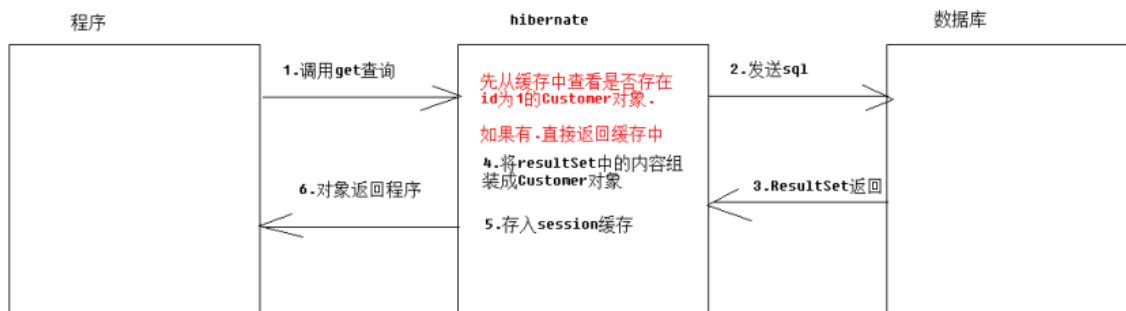 程序
hibernate
数据库
1.调用get查询
先从缓存中查看是否存在
id为1的Customer对象.
2.发送sql
如果有.直接返回缓存中
4.将resultSet中的内容组
装成Customer对象
3.ResultSet返回
6.对象返回程序
5.存入session缓存